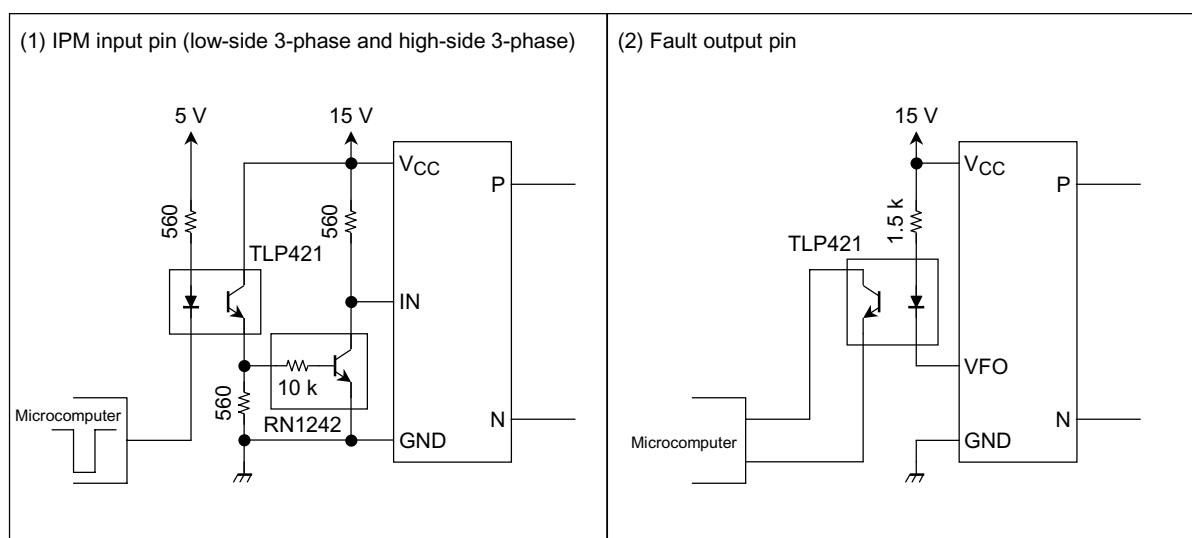 (1) IPM input pin (low-side 3-phase and high-side 3-phase)
5 V
15 V
VCC
P
560
560
TLP421
IN
10 k
560
RN1242
Microcomputer
N
GND
(2) Fault output pin
15 V
VCC
P
1.5 k
TLP421
VFO
N
GND
Microcomputer